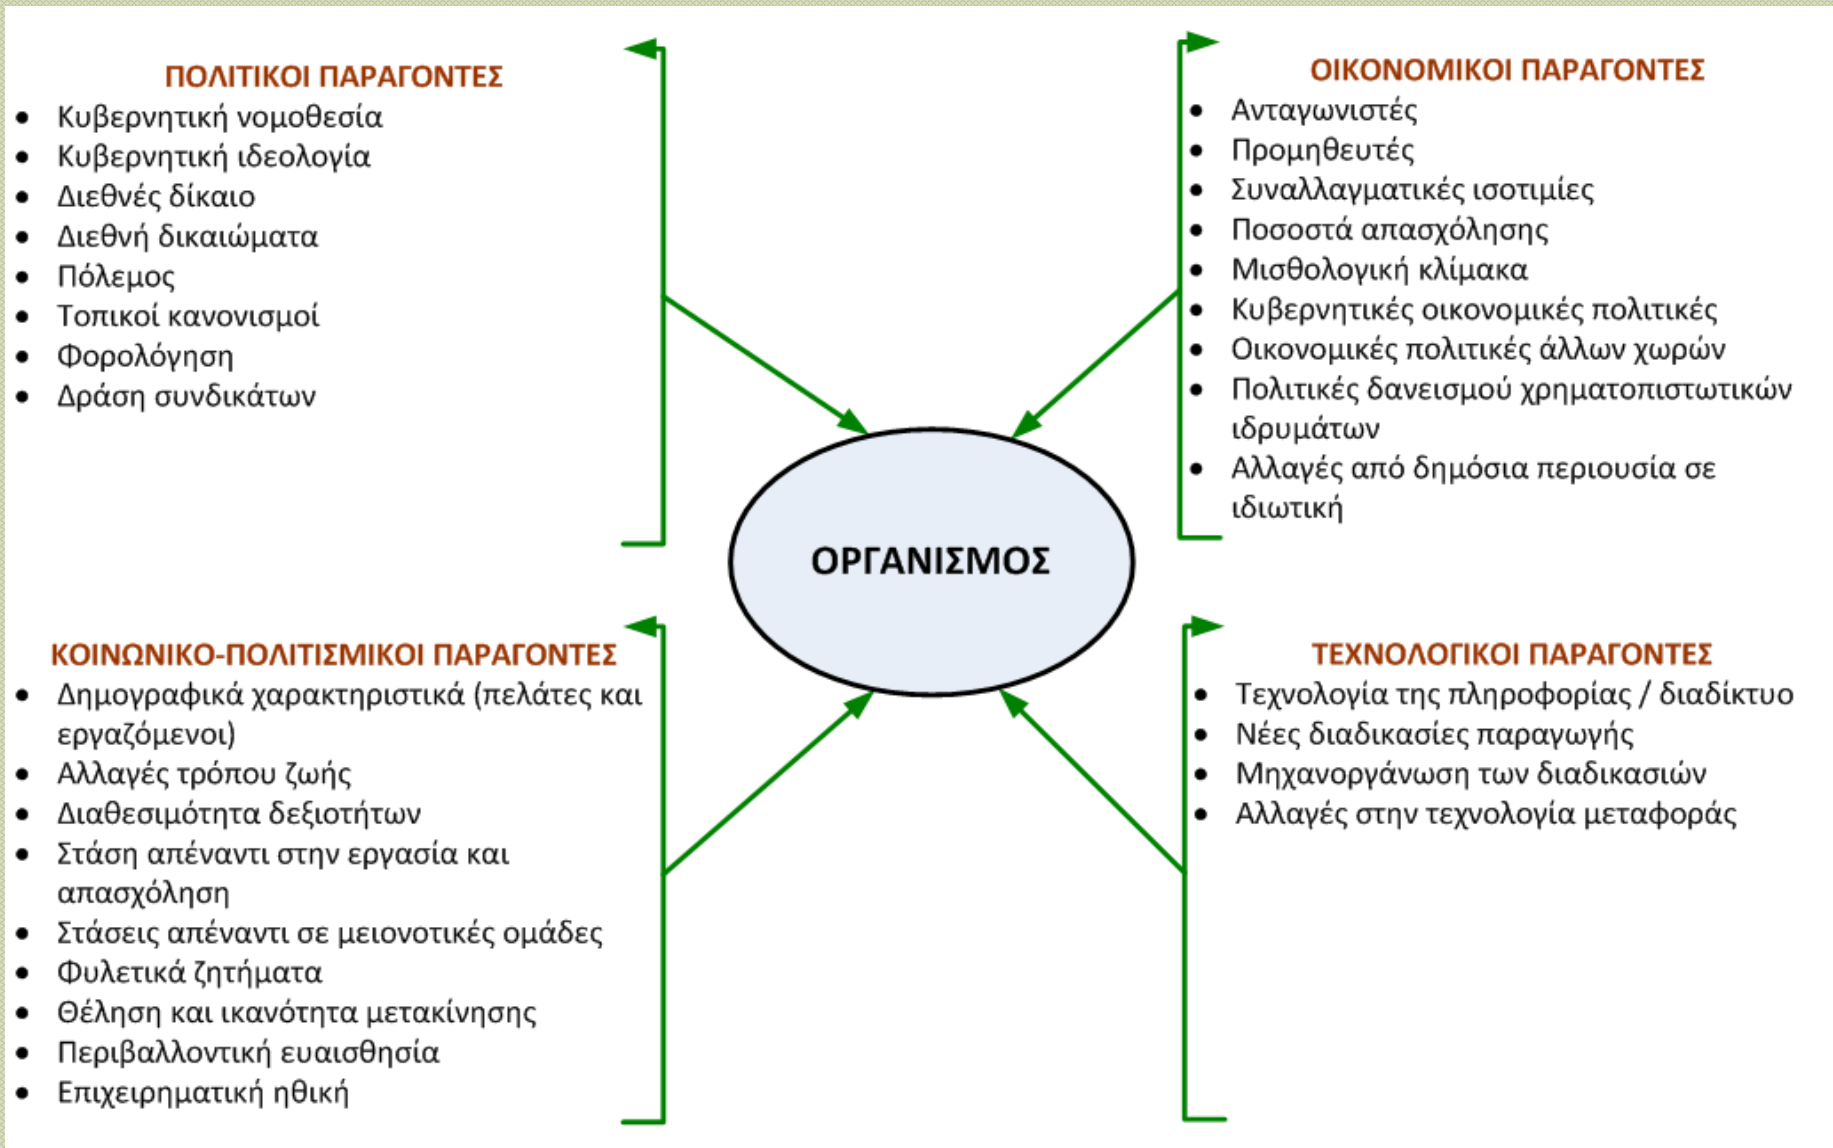 ΠΟΛΙΤΙΚΟΙ ΠΑΡΑΓΟΝΤΕΣ
• Κυβερνητική νομοθεσία
• Κυβερνητική ιδεολογία
• Διεθνές δίκαιο
• Διεθνή δικαιώματα
• Πόλεμος
• Τοπικοί κανονισμοί
• Φορολόγηση
• Δράση συνδικάτων
ΟΙΚΟΝΟΜΙΚΟΙ ΠΑΡΑΓΟΝΤΕΣ
• Ανταγωνιστές
• Προμηθευτές
• Συναλλαγματικές ισοτιμίες
• Ποσοστά απασχόλησης
• Μισθολογική κλίμακα
• Κυβερνητικές οικονομικές πολιτικές
• Οικονομικές πολιτικές άλλων χωρών
• Πολιτικές δανεισμού χρηματοπιστωτικών
ιδρυμάτων
• Αλλαγές από δημόσια περιουσία σε
ιδιωτική
ΟΡΓΑΝΙΣΜΟΣ
ΚΟΙΝΩΝΙΚΟ-ΠΟΛΙΤΙΣΜΙΚΟΙ ΠΑΡΑΓΟΝΤΕΣ
• Δημογραφικά χαρακτηριστικά (πελάτες και
εργαζόμενοι)
• Αλλαγές τρόπου ζωής
• Διαθεσιμότητα δεξιοτήτων
• Στάση απέναντι στην εργασία και
απασχόληση
• Στάσεις απέναντι σε μειονοτικές ομάδες
• Φυλετικά ζητήματα
• Θέληση και ικανότητα μετακίνησης
• Περιβαλλοντική ευαισθησία
• Επιχειρηματική ηθική
ΤΕΧΝΟΛΟΓΙΚΟΙ ΠΑΡΑΓΟΝΤΕΣ
• Τεχνολογία της πληροφορίας / διαδίκτυο
• Νέες διαδικασίες παραγωγής
• Μηχανοργάνωση των διαδικασιών
• Αλλαγές στην τεχνολογία μεταφοράς